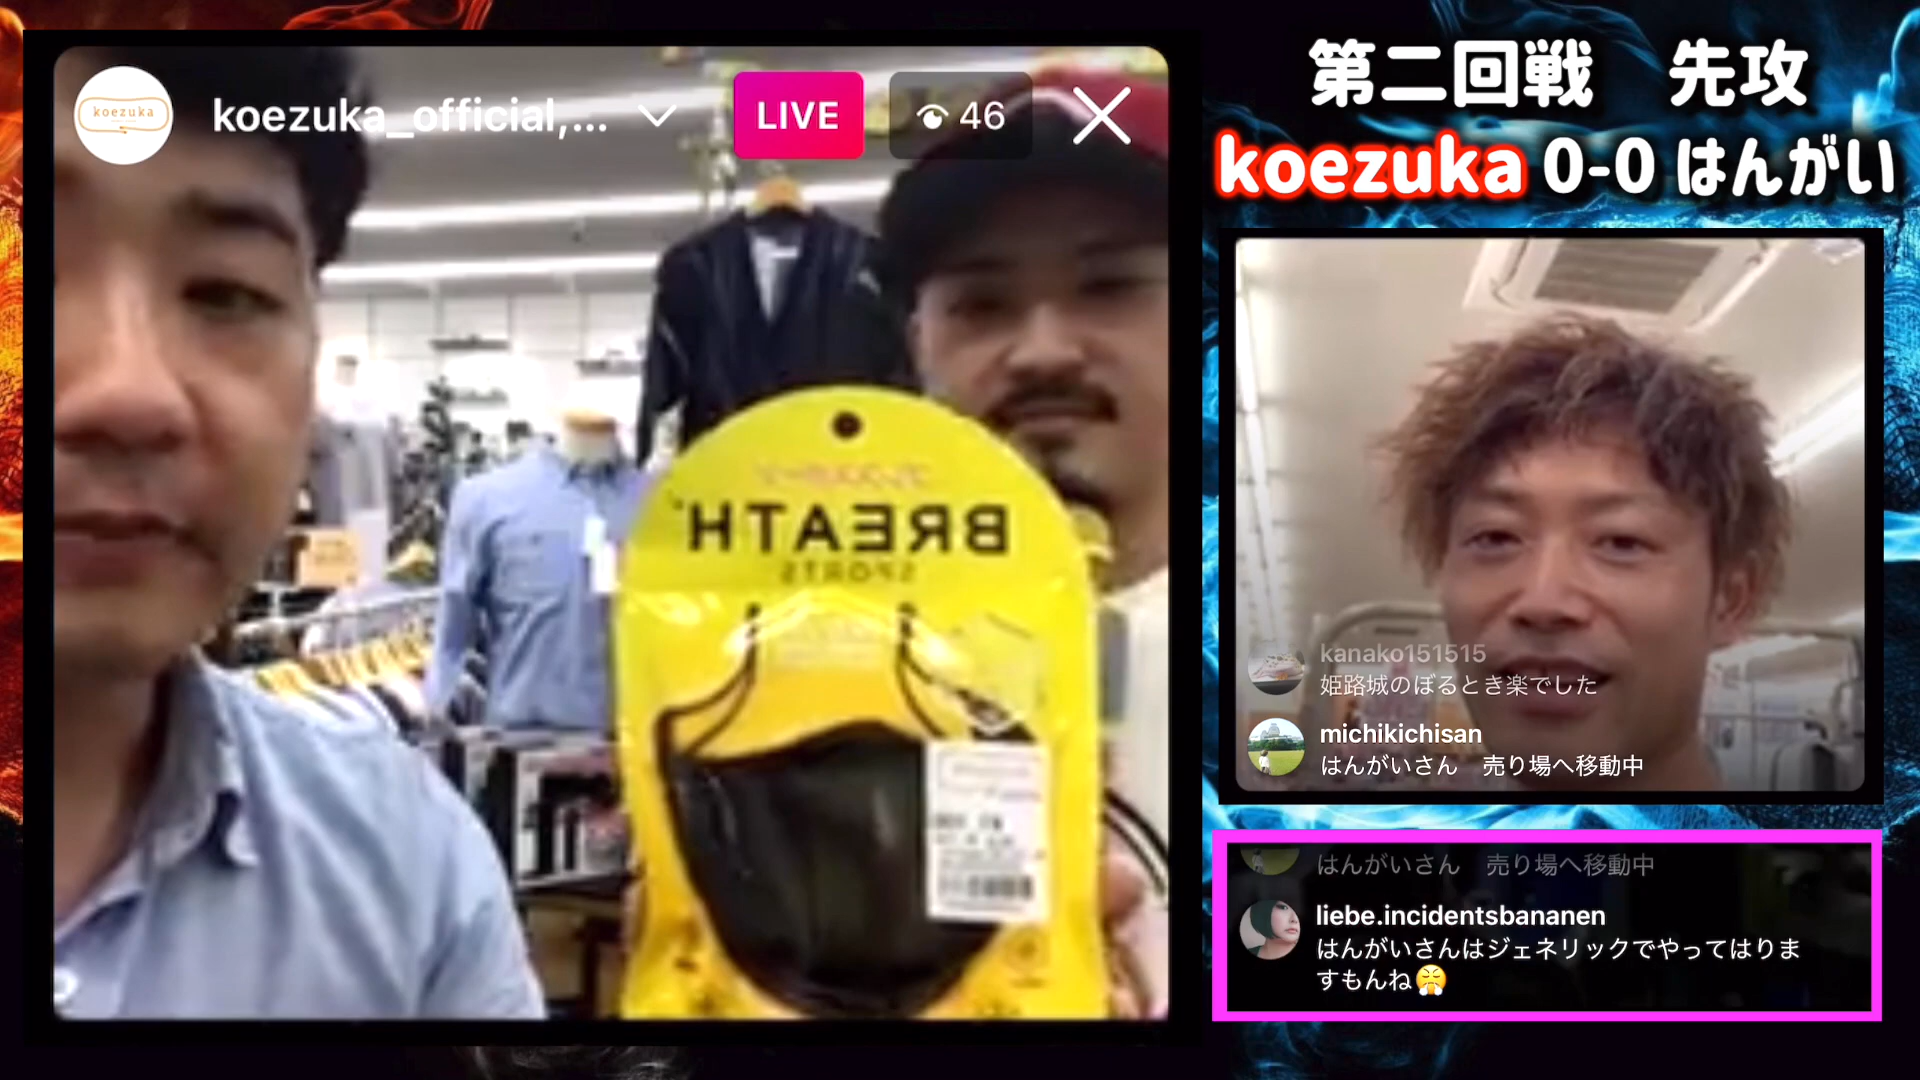 koezuka
koezuka_official,...
LIVE
46
第二回戦　先攻
koezuka 0-0 はんがい
BREATH
SPORTS
kanako151515
姫路城のぼるとき楽でした
michikichisan
はんがいさん　売り場へ移動中
はんがいさん　売り場へ移動中
liebe.incidentsbananen
はんがいさんはジェネリックでやってはりま
すもんね😤